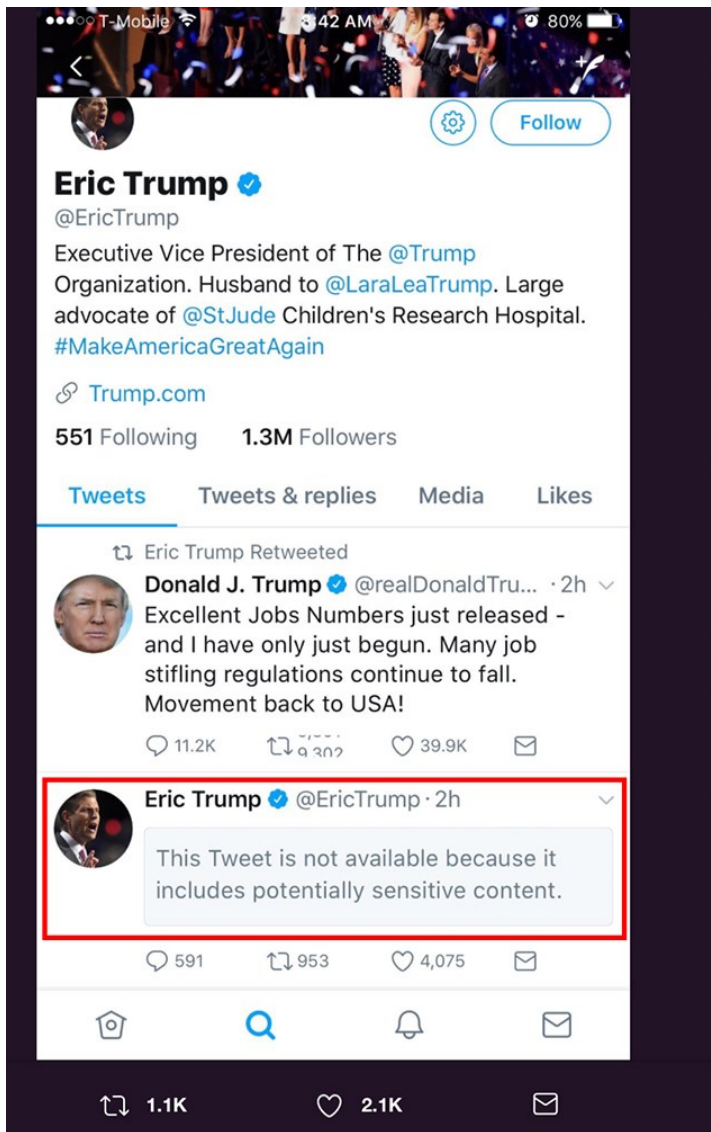 T-Mobile 8:42 AM 80%
Follow
Eric Trump
@EricTrump
Executive Vice President of The @Trump
Organization. Husband to @LaraLeaTrump. Large
advocate of @StJude Children's Research Hospital.
#MakeAmericaGreatAgain
Trump.com
551 Following 1.3M Followers
Tweets Tweets & replies Media Likes
Eric Trump Retweeted
Donald J. Trump @realDonaldTru... · 2h
Excellent Jobs Numbers just released -
and I have only just begun. Many job
stifling regulations continue to fall.
Movement back to USA!
11.2K 39.9K
Eric Trump @EricTrump · 2h
This Tweet is not available because it
includes potentially sensitive content.
591 953 4,075
1.1K 2.1K